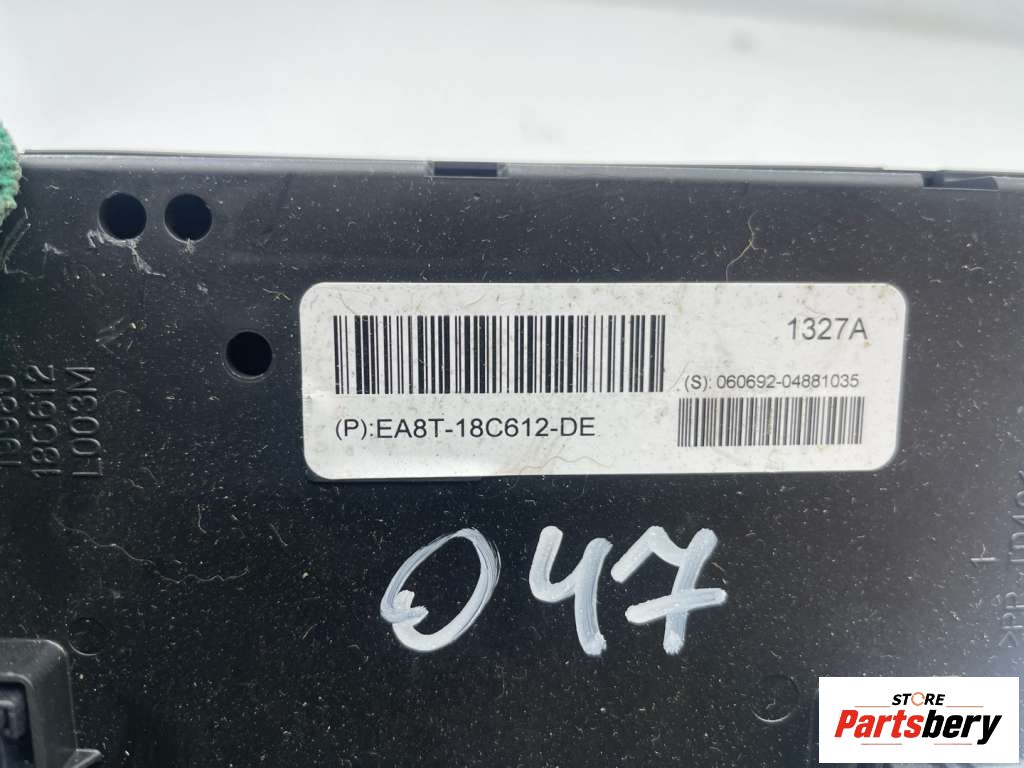 1327A
(S): 060692-04881035
(P):EA8T-18C612-DE
18C612
L003M
047
STORE
Partsbery